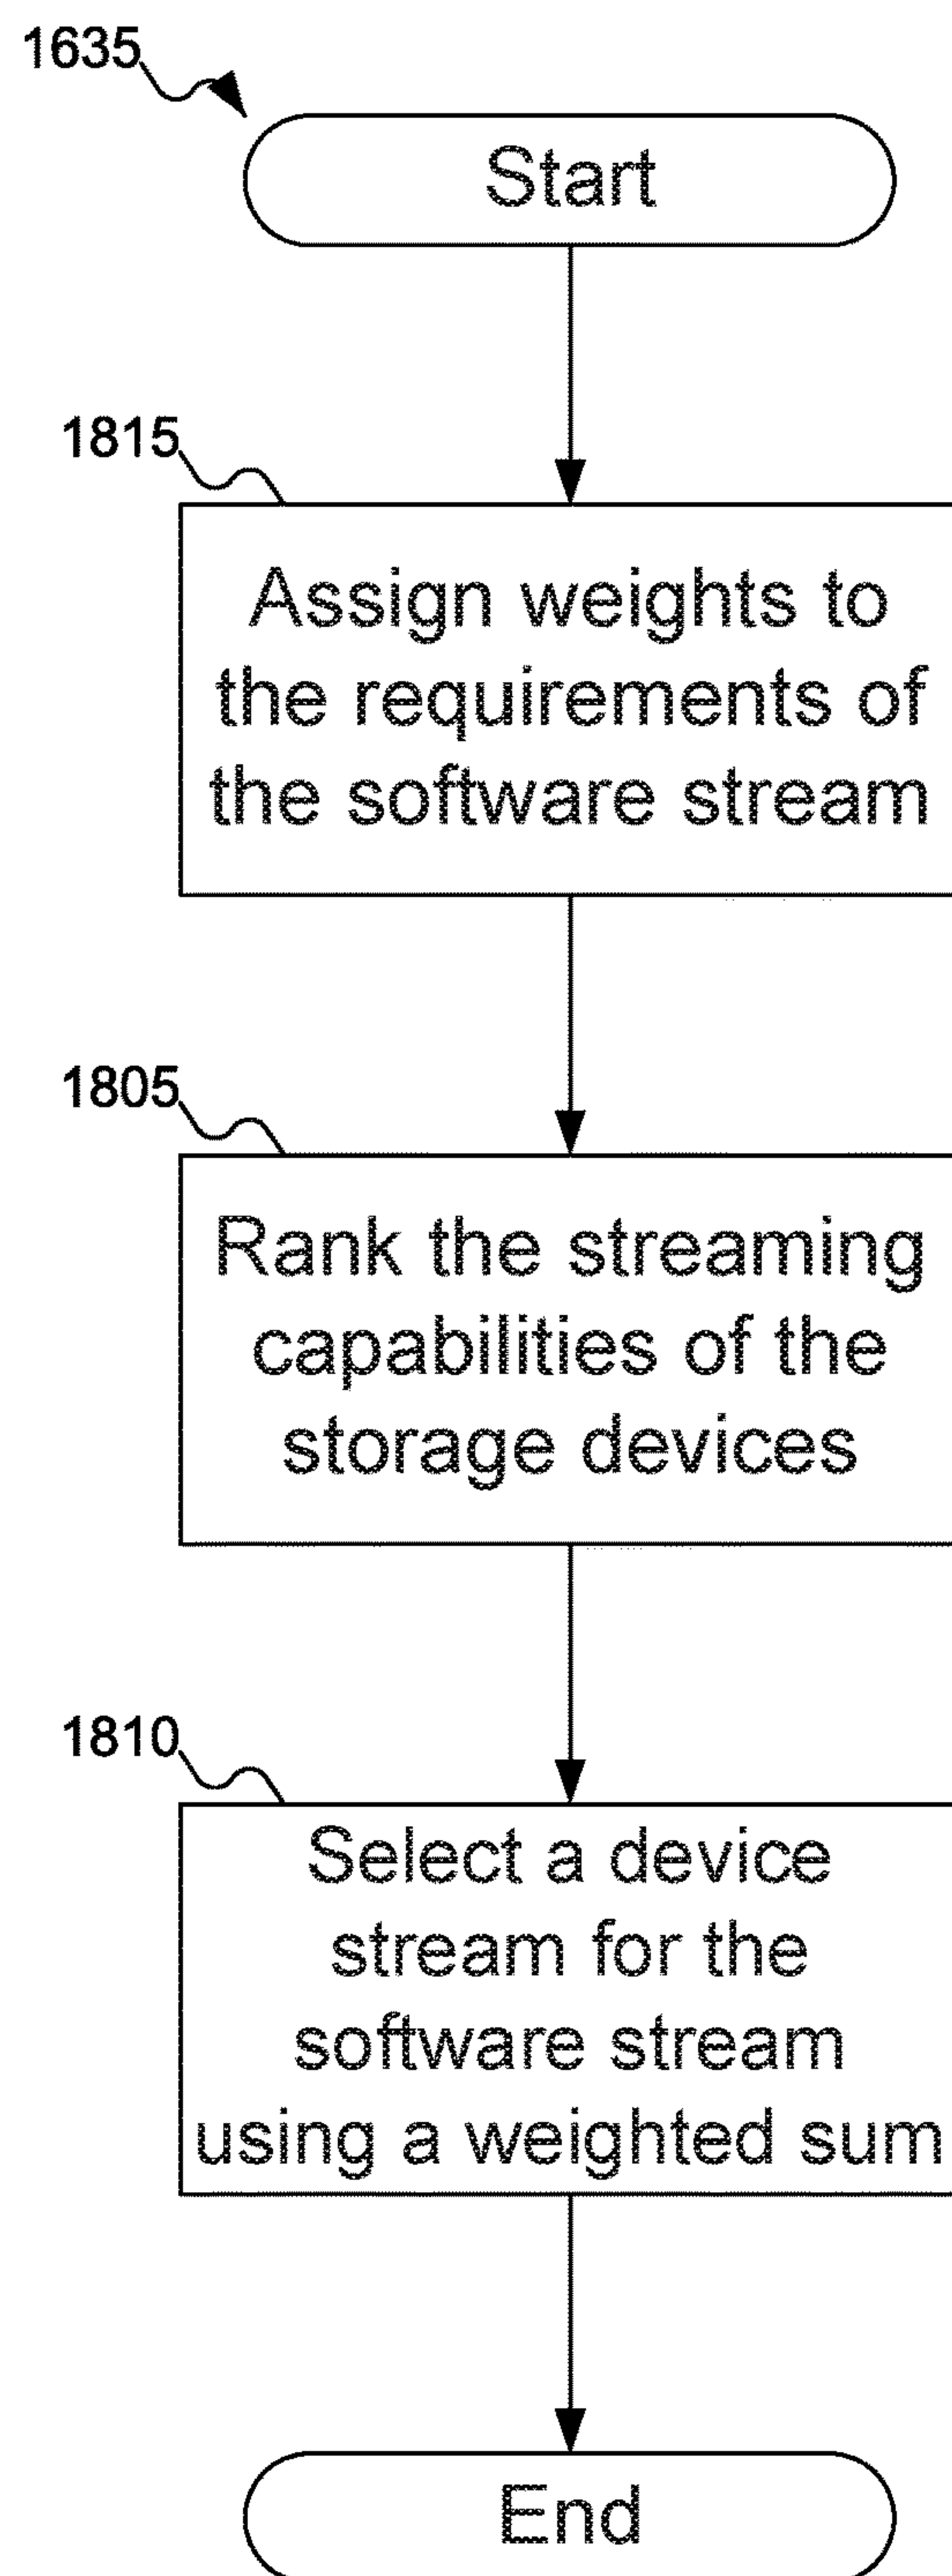 1635
Start
1815
Assign weights to
the requirements of
the software stream
1805
Rank the streaming
capabilities of the
storage devices
1810
Select a device
stream for the
software stream
using a weighted sum
End